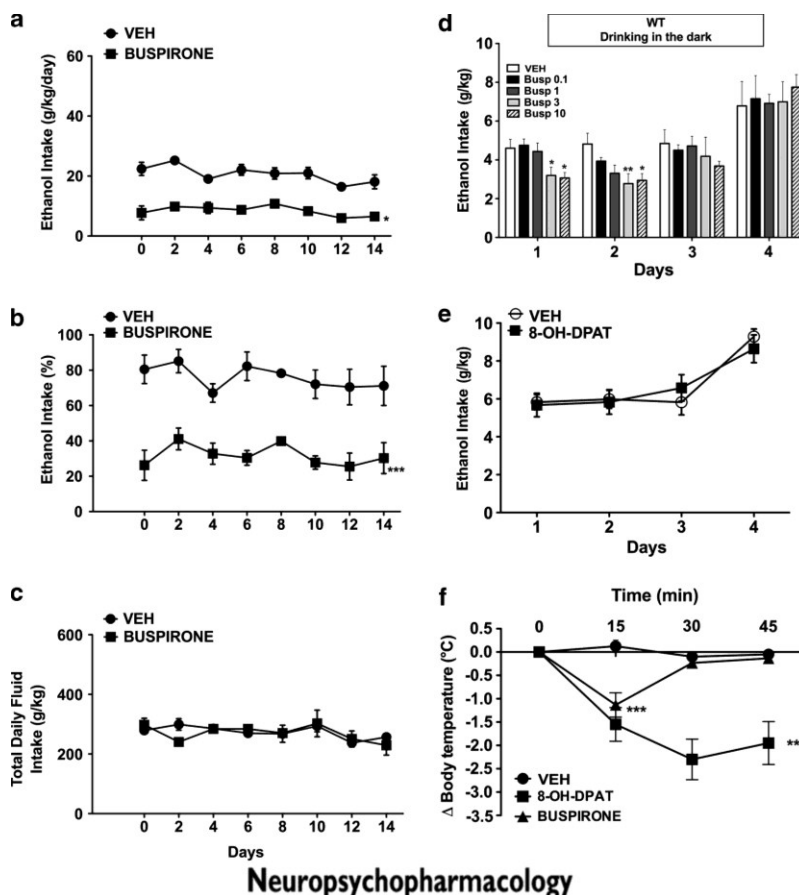 a
VEH
BUSPIRONE
Ethanol Intake (g/kg/day)
60
40
20
0
0 2 4 6 8 10 12 14
*
b
VEH
BUSPIRONE
Ethanol Intake (%)
100
80
60
40
20
0
0 2 4 6 8 10 12 14
***
c
VEH
BUSPIRONE
Total Daily Fluid
Intake (g/kg)
600
400
200
0
0 2 4 6 8 10 12 14
Days
d
WT
Drinking in the dark
VEH
Busp 0.1
Busp 1
Busp 3
Busp 10
Ethanol Intake (g/kg)
10
8
6
4
2
0
* *
** *
1 2 3 4
Days
e
VEH
8-OH-DPAT
Ethanol Intake (g/kg)
10
8
6
4
2
0
1 2 3 4
Days
f
Time (min)
0 15 30 45
Δ Body temperature (°C)
0.5
0.0
-0.5
-1.0
-1.5
-2.0
-2.5
-3.0
-3.5
***
**
VEH
8-OH-DPAT
BUSPIRONE
Neuropsychopharmacology